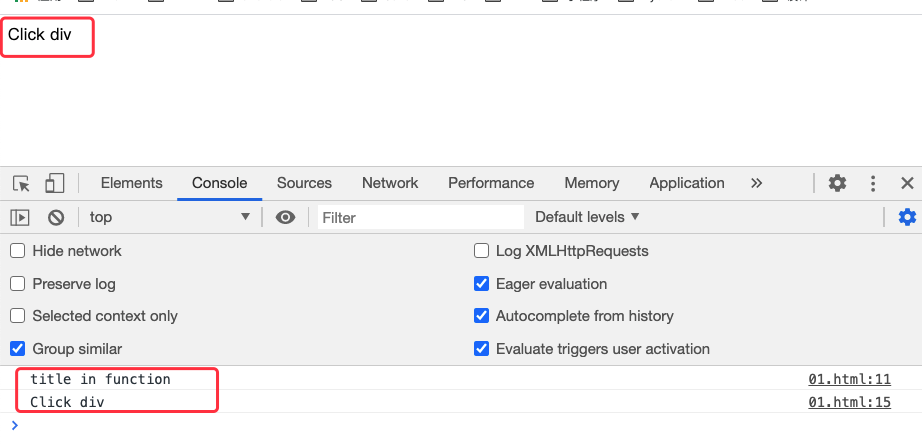 Click div
Elements Console Sources Network Performance Memory Application
top Filter Default levels
Hide network Log XMLHttpRequests
Preserve log Eager evaluation
Selected context only Autocomplete from history
Group similar Evaluate triggers user activation
title in function 01.html:11
Click div 01.html:15